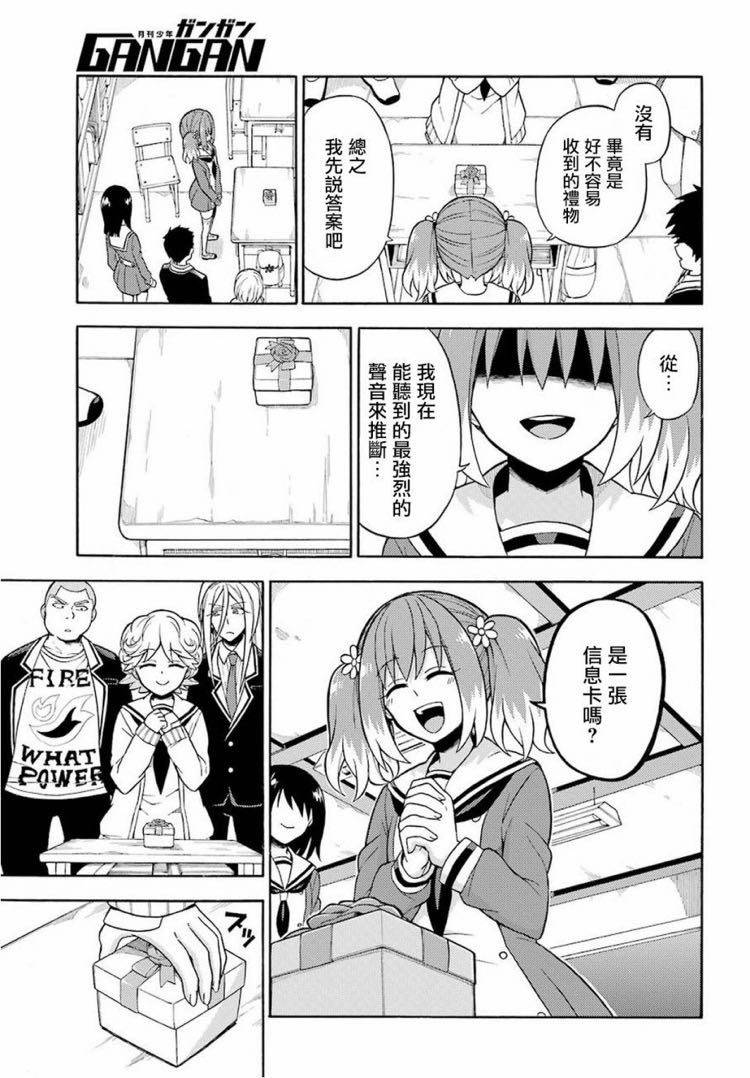 月刊少年
ガンガン
GANGAN
沒有
畢竟是
好不容易
收到的禮物
總之
我先説答案吧
從…
我現在
能聽到的最強烈的
聲音來推斷…
是一張
信息卡嗎?
FIRE
WHAT
POWER
ズッ